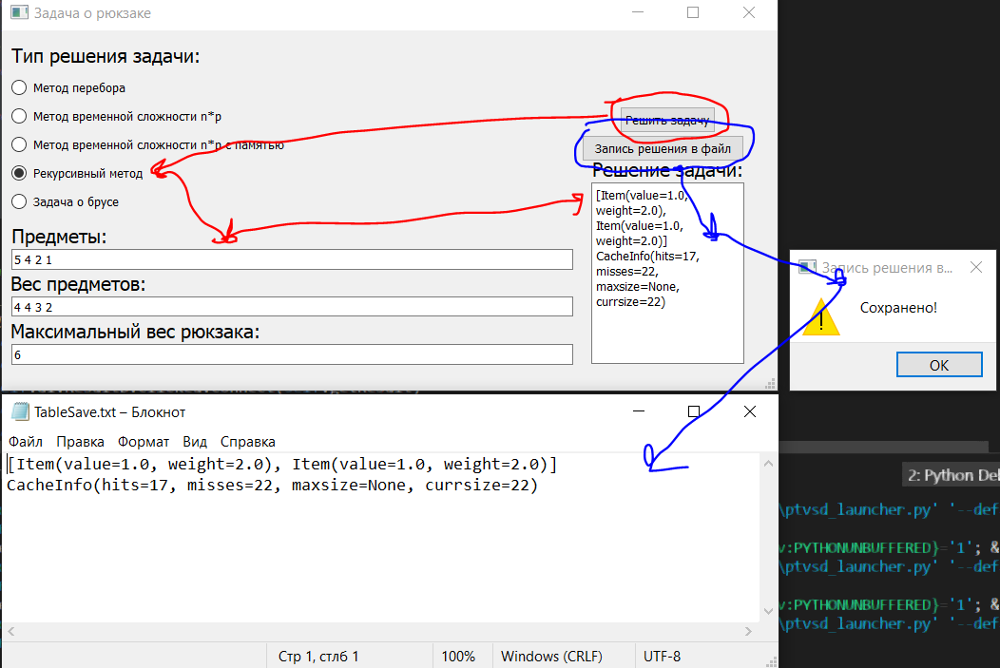 Задача о рюкзаке
Тип решения задачи:
Метод перебора
Метод временной сложности n*p
Метод временной сложности n*p с памятью
Рекурсивный метод
Задача о брусе
Решить задачу
Запись решения в файл
Решение задачи:
[Item(value=1.0,
weight=2.0),
Item(value=1.0,
weight=2.0)]
CacheInfo(hits=17,
misses=22,
maxsize=None,
currsize=22)
Предметы:
5 4 2 1
Вес предметов:
4 4 3 2
Максимальный вес рюкзака:
6
Запись решения в...
Сохранено!
OK
TableSave.txt – Блокнот
Файл Правка Формат Вид Справка
[Item(value=1.0, weight=2.0), Item(value=1.0, weight=2.0)]
CacheInfo(hits=17, misses=22, maxsize=None, currsize=22)
Стр 1, стлб 1 100% Windows (CRLF) UTF-8
2: Python De
\ptvsd_launcher.py' '--def
v:PYTHONUNBUFFERED}='1'; &
\ptvsd_launcher.py' '--def
v:PYTHONUNBUFFERED}='1'; &
\ptvsd_launcher.py' '--def